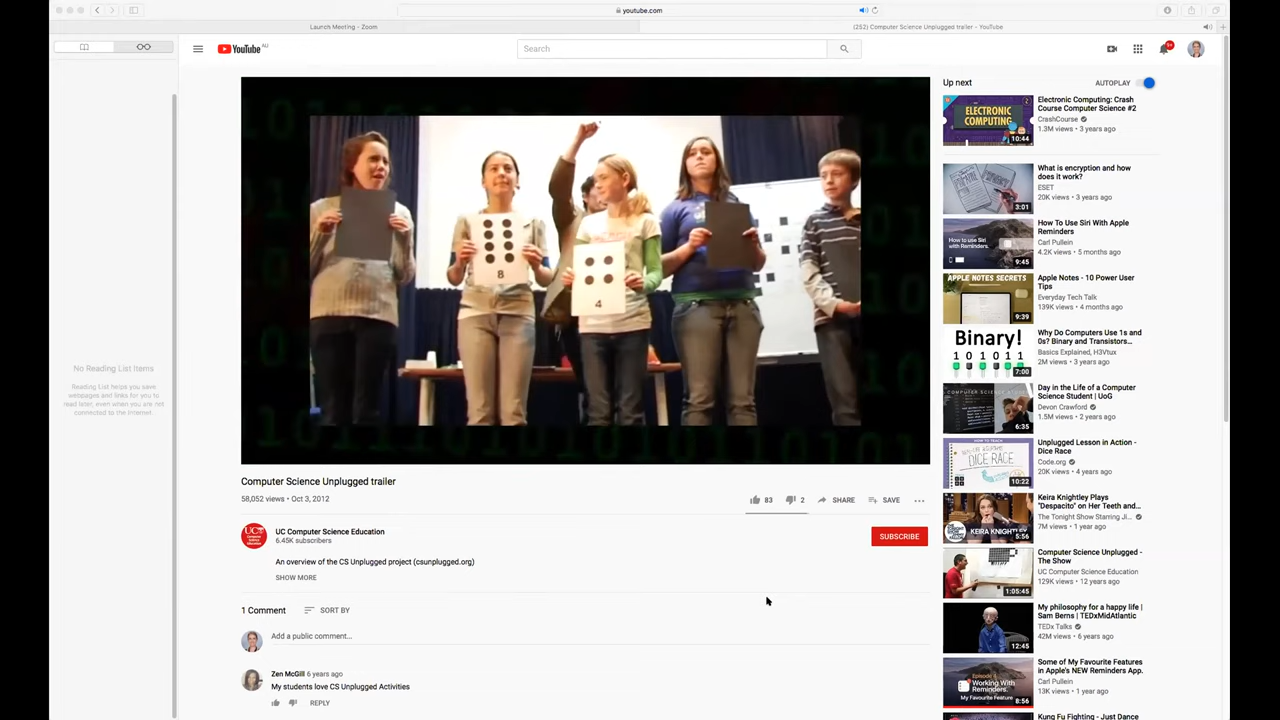 youtube.com
Launch Meeting - Zoom
(252) Computer Science Unplugged trailer - YouTube
YouTube AU
Search
9+
8
4
No Reading List Items
Reading List helps you save
webpages and links for you to
read later, even when you are not
connected to the Internet.
Computer Science Unplugged trailer
58,052 views • Oct 3, 2012
83
2
SHARE
SAVE
UC Computer Science Education
6.45K subscribers
SUBSCRIBE
An overview of the CS Unplugged project (csunplugged.org)
SHOW MORE
1 Comment
SORT BY
Add a public comment...
Zen McGill 6 years ago
My students love CS Unplugged Activities
REPLY
Up next
AUTOPLAY
ELECTRONIC
COMPUTING
10:44
Electronic Computing: Crash
Course Computer Science #2
CrashCourse
1.3M views • 3 years ago
3:01
What is encryption and how
does it work?
ESET
20K views • 3 years ago
How to use Siri
with Reminders.
9:45
How To Use Siri With Apple
Reminders
Carl Pullein
4.2K views • 5 months ago
APPLE NOTES SECRETS
9:39
Apple Notes - 10 Power User
Tips
Everyday Tech Talk
139K views • 4 months ago
Binary!
1 0 1 0 1 1
7:00
Why Do Computers Use 1s and
0s? Binary and Transistors...
Basics Explained, H3Vtux
2M views • 3 years ago
6:35
Day in the Life of a Computer
Science Student | UoG
Devon Crawford
1.5M views • 2 years ago
DICE RACE
10:22
Unplugged Lesson in Action -
Dice Race
Code.org
20K views • 4 years ago
KEIRA KNIGHTLEY
5:56
Keira Knightley Plays
"Despacito" on Her Teeth and...
The Tonight Show Starring Ji...
7M views • 1 year ago
1:05:45
Computer Science Unplugged -
The Show
UC Computer Science Education
129K views • 12 years ago
12:45
My philosophy for a happy life |
Sam Berns | TEDxMidAtlantic
TEDx Talks
42M views • 6 years ago
Working With
Reminders.
My Favourite Feature
8:56
Some of My Favourite Features
in Apple's NEW Reminders App.
Carl Pullein
13K views • 1 year ago
Kung Fu Fighting - Just Dance